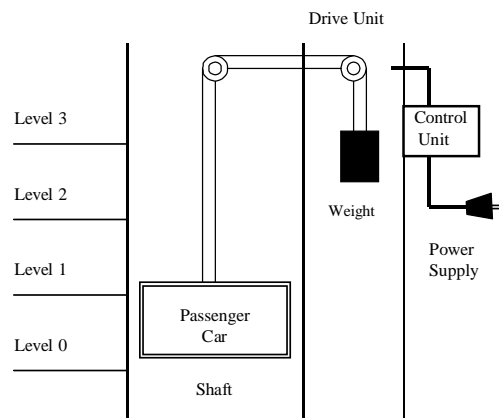 Drive Unit
Level 3
Control
Unit
Level 2
Weight
Power
Supply
Level 1
Passenger
Car
Level 0
Shaft